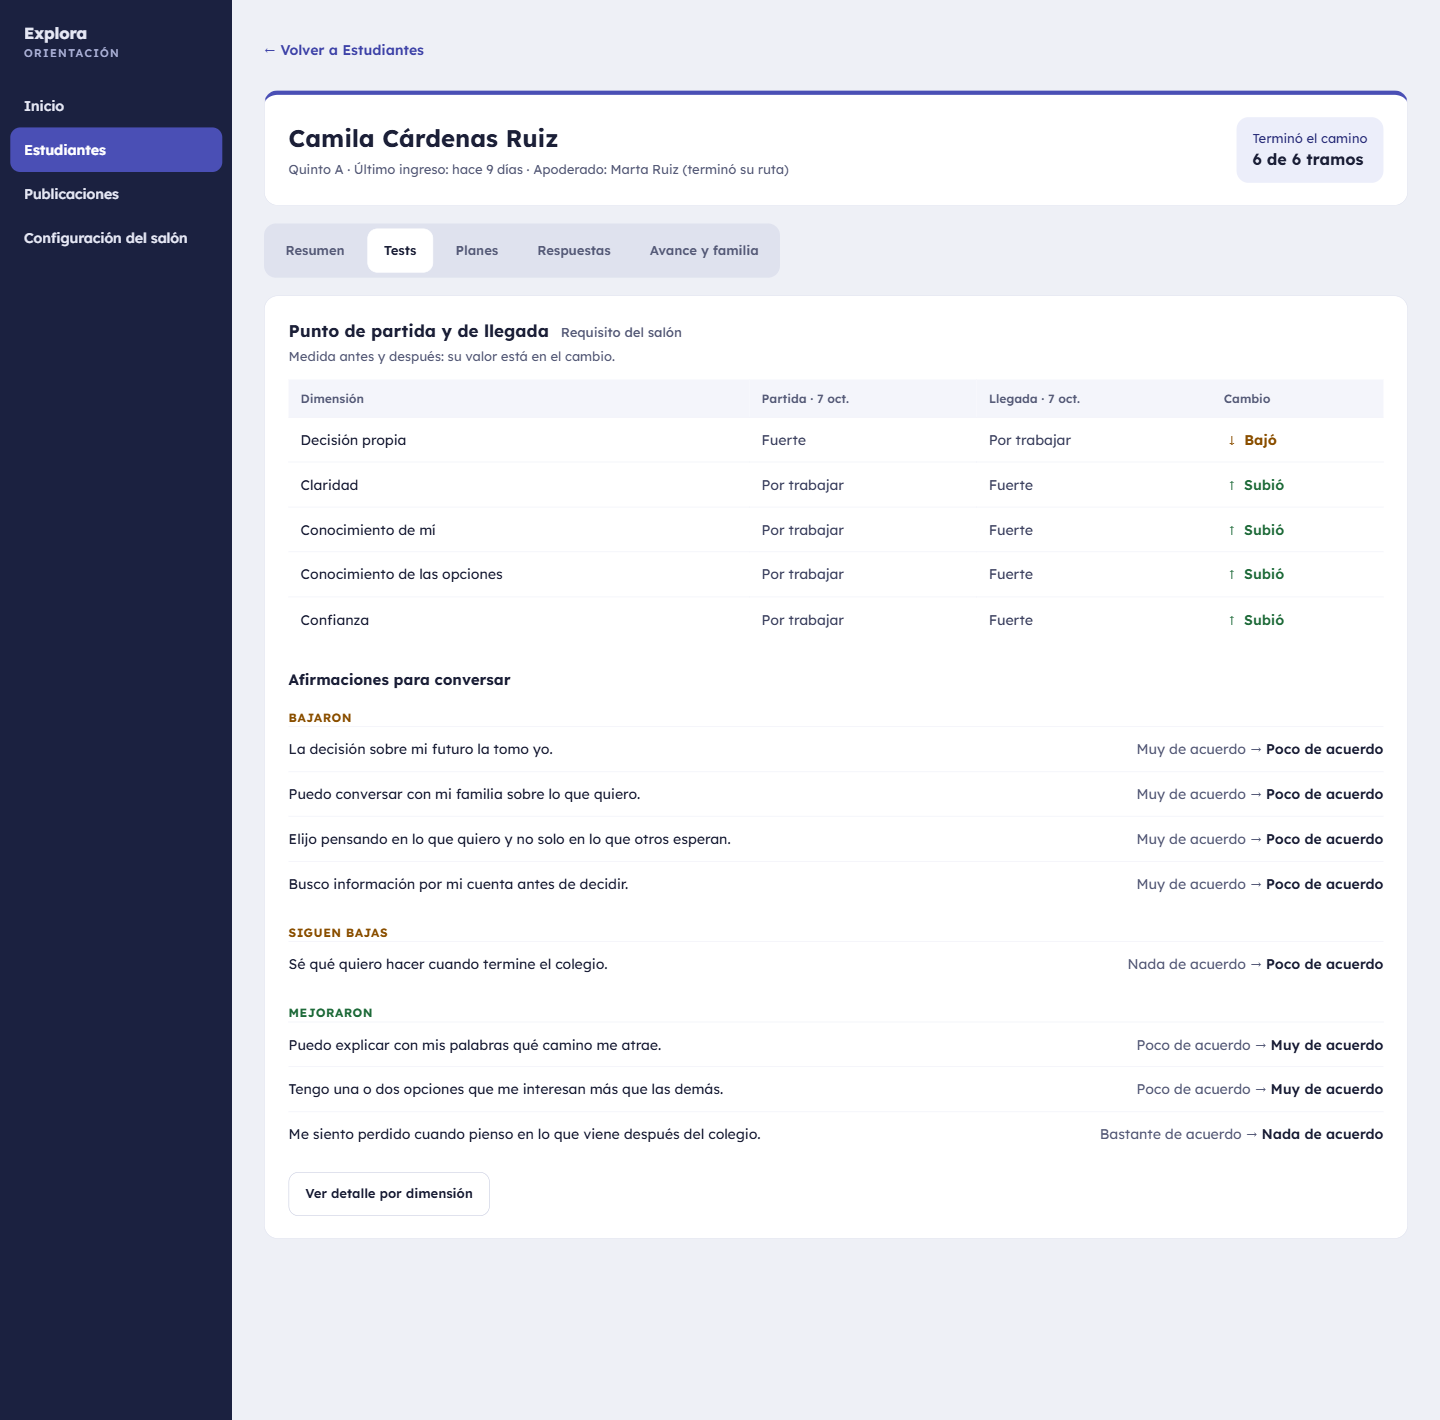 Explora
ORIENTACIÓN
Inicio
Estudiantes
Publicaciones
Configuración del salón
← Volver a Estudiantes
Camila Cárdenas Ruiz
Quinto A · Último ingreso: hace 9 días · Apoderado: Marta Ruiz (terminó su ruta)
Terminó el camino
6 de 6 tramos
Resumen Tests Planes Respuestas Avance y familia
Punto de partida y de llegada Requisito del salón
Medida antes y después: su valor está en el cambio.
Dimensión Partida · 7 oct. Llegada · 7 oct. Cambio
Decisión propia Fuerte Por trabajar ↓ Bajó
Claridad Por trabajar Fuerte ↑ Subió
Conocimiento de mí Por trabajar Fuerte ↑ Subió
Conocimiento de las opciones Por trabajar Fuerte ↑ Subió
Confianza Por trabajar Fuerte ↑ Subió
Afirmaciones para conversar
BAJARON
La decisión sobre mi futuro la tomo yo. Muy de acuerdo → Poco de acuerdo
Puedo conversar con mi familia sobre lo que quiero. Muy de acuerdo → Poco de acuerdo
Elijo pensando en lo que quiero y no solo en lo que otros esperan. Muy de acuerdo → Poco de acuerdo
Busco información por mi cuenta antes de decidir. Muy de acuerdo → Poco de acuerdo
SIGUEN BAJAS
Sé qué quiero hacer cuando termine el colegio. Nada de acuerdo → Poco de acuerdo
MEJORARON
Puedo explicar con mis palabras qué camino me atrae. Poco de acuerdo → Muy de acuerdo
Tengo una o dos opciones que me interesan más que las demás. Poco de acuerdo → Muy de acuerdo
Me siento perdido cuando pienso en lo que viene después del colegio. Bastante de acuerdo → Nada de acuerdo
Ver detalle por dimensión